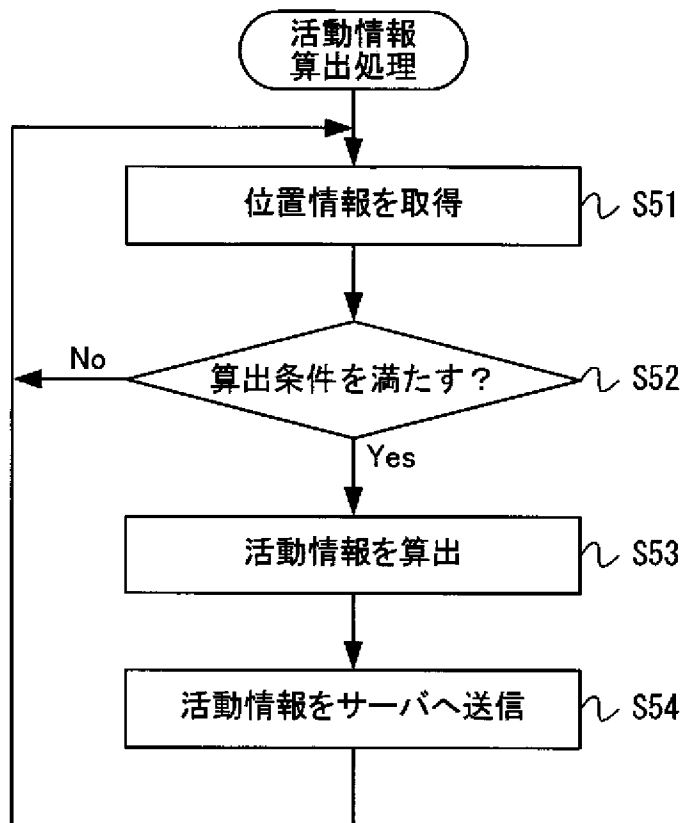 活動情報
算出処理
位置情報を取得
S51
算出条件を満たす？
S52
No
Yes
活動情報を算出
S53
活動情報をサーバへ送信
S54